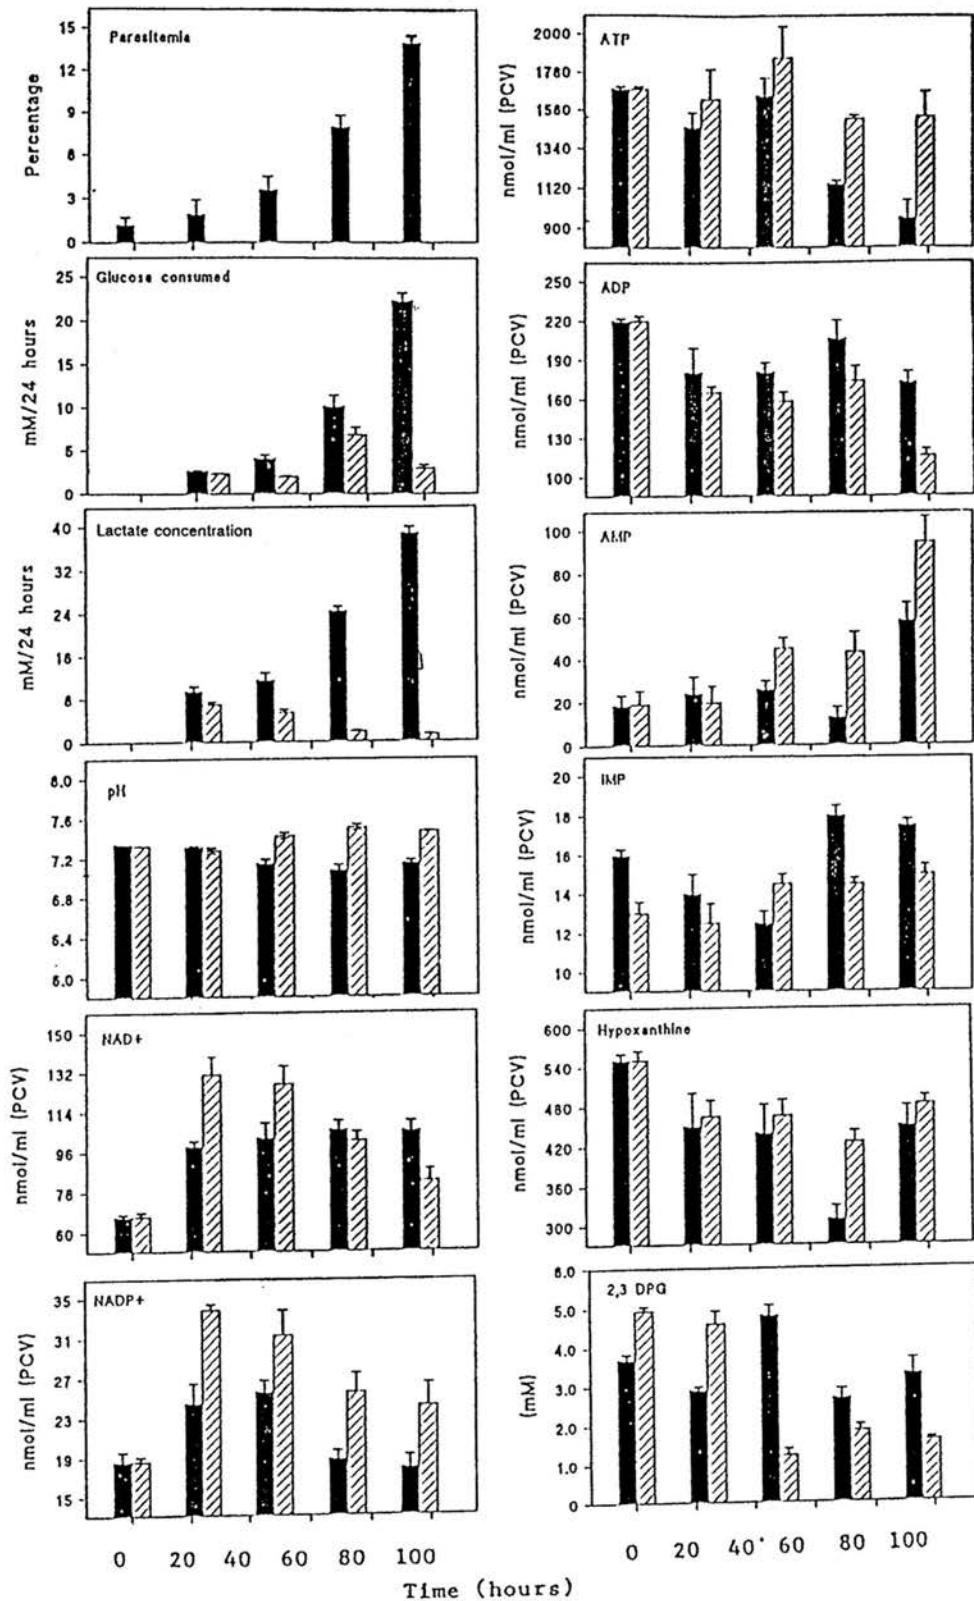 Parasitemia
Percentage
15
12
9
6
3
0
Glucose consumed
mM/24 hours
25
20
15
10
5
0
Lactate concentration
mM/24 hours
40
32
24
16
8
0
pH
8.0
7.6
7.2
6.8
6.4
6.0
NAD+
nmol/ml (PCV)
150
132
114
96
78
60
NADP+
nmol/ml (PCV)
35
31
27
23
19
15
0 20 40 60 80 100
ATP
nmol/ml (PCV)
2000
1780
1560
1340
1120
900
ADP
nmol/ml (PCV)
250
220
190
160
130
100
AMP
nmol/ml (PCV)
100
80
60
40
20
0
IMP
nmol/ml (PCV)
20
18
16
14
12
10
Hypoxanthine
nmol/ml (PCV)
600
540
480
420
360
300
2,3 DPG
(mM)
6.0
5.0
4.0
3.0
2.0
1.0
0
0 20 40 60 80 100
Time (hours)